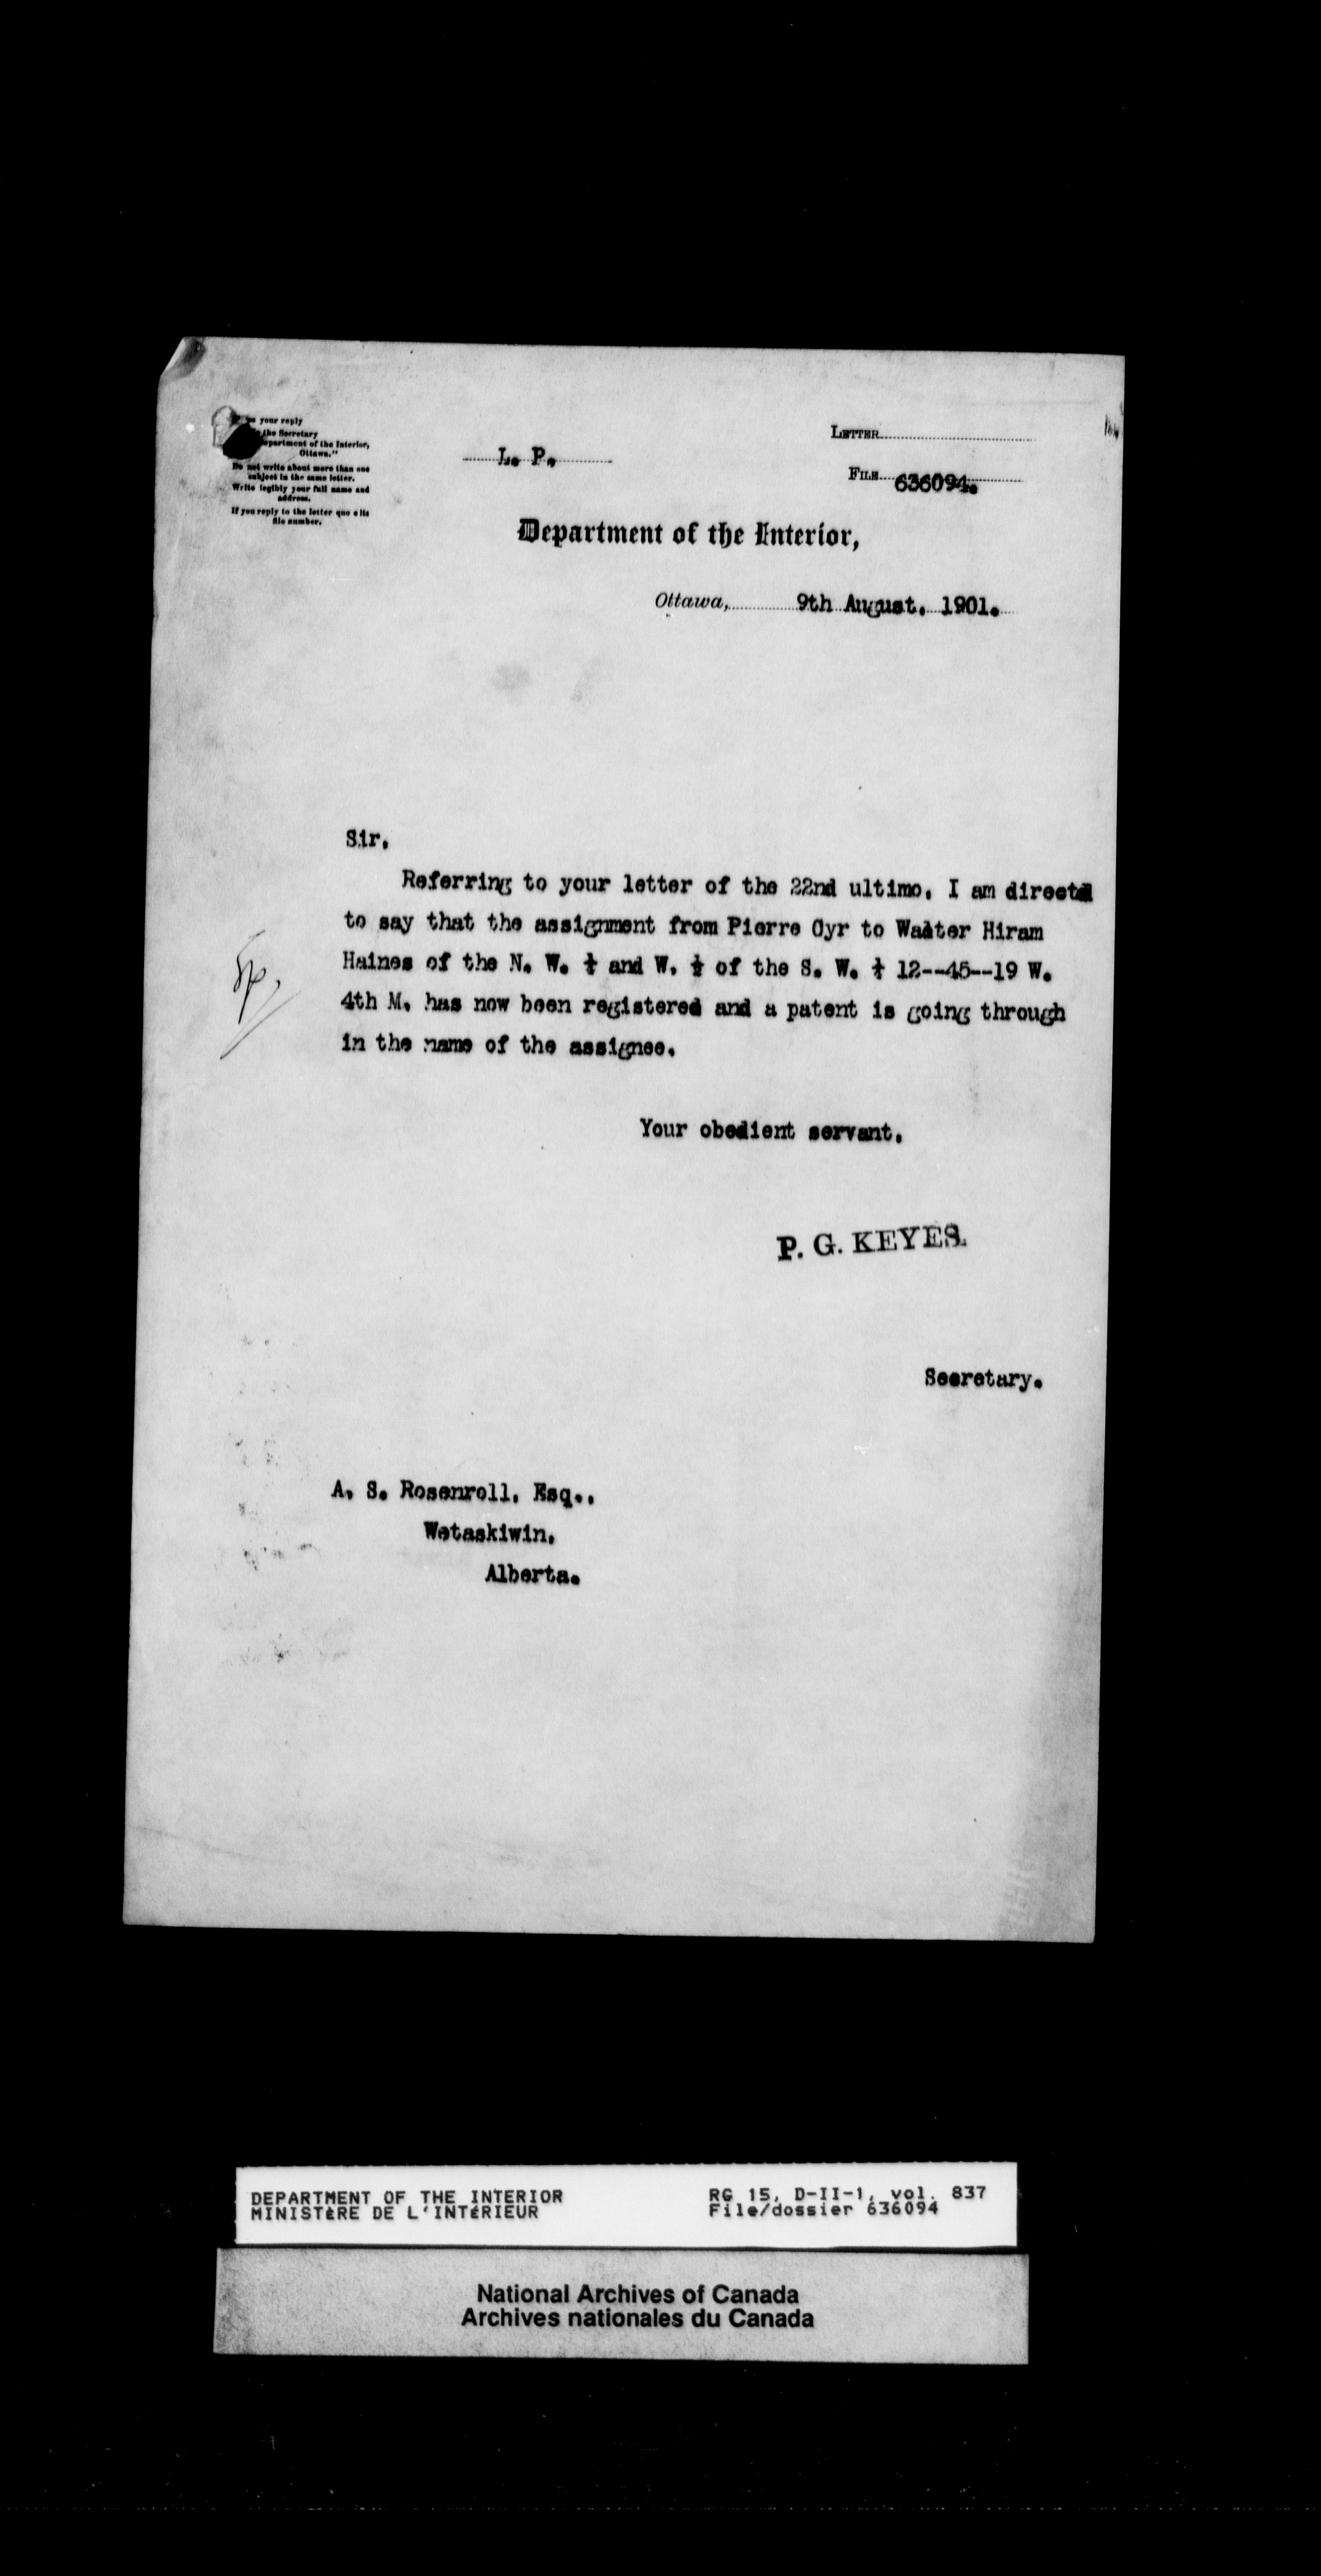 your reply
the Secretary
epartment of the Interior,
Ottawa."
Do not write about more than one
subject in the same letter.
Write legibly your full name and
address.
If you reply to the letter quo e its
file number.
L. P.
LETTER
FILE 636094.
Department of the Interior,
Ottawa, 9th August, 1901.
Sir,
Referring to your letter of the 22nd ultimo, I am directd
to say that the assignment from Pierre Cyr to Walter Hiram
Haines of the N. W. ¼ and W. ½ of the S. W. ¼ 12--45--19 W.
4th M. has now been registered and a patent is going through
in the name of the assignee.
Your obedient servant,
P. G. KEYES.
Secretary.
A. S. Rosenroll, Esq.,
Wetaskiwin,
Alberta.
DEPARTMENT OF THE INTERIOR RG 15, D-II-1, vol. 837
MINISTÈRE DE L'INTÉRIEUR File/dossier 636094
National Archives of Canada
Archives nationales du Canada